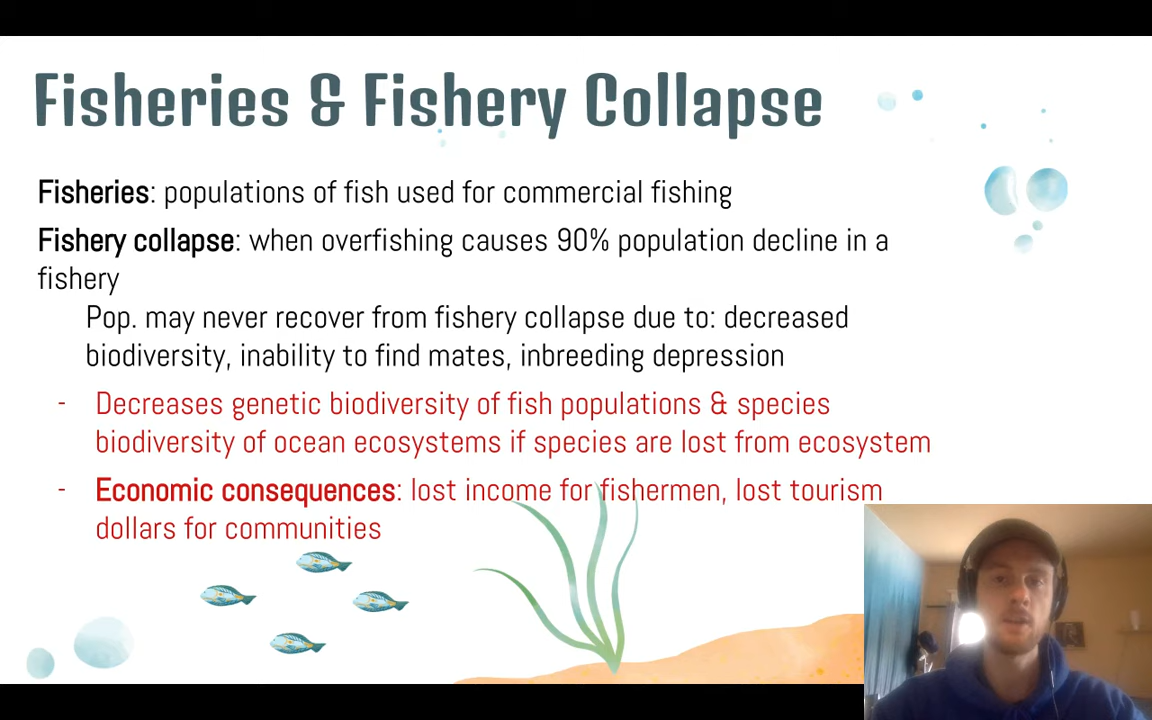 Fisheries & Fishery Collapse
Fisheries: populations of fish used for commercial fishing
Fishery collapse: when overfishing causes 90% population decline in a
fishery
Pop. may never recover from fishery collapse due to: decreased
biodiversity, inability to find mates, inbreeding depression
- Decreases genetic biodiversity of fish populations & species
biodiversity of ocean ecosystems if species are lost from ecosystem
- Economic consequences: lost income for fishermen, lost tourism
dollars for communities